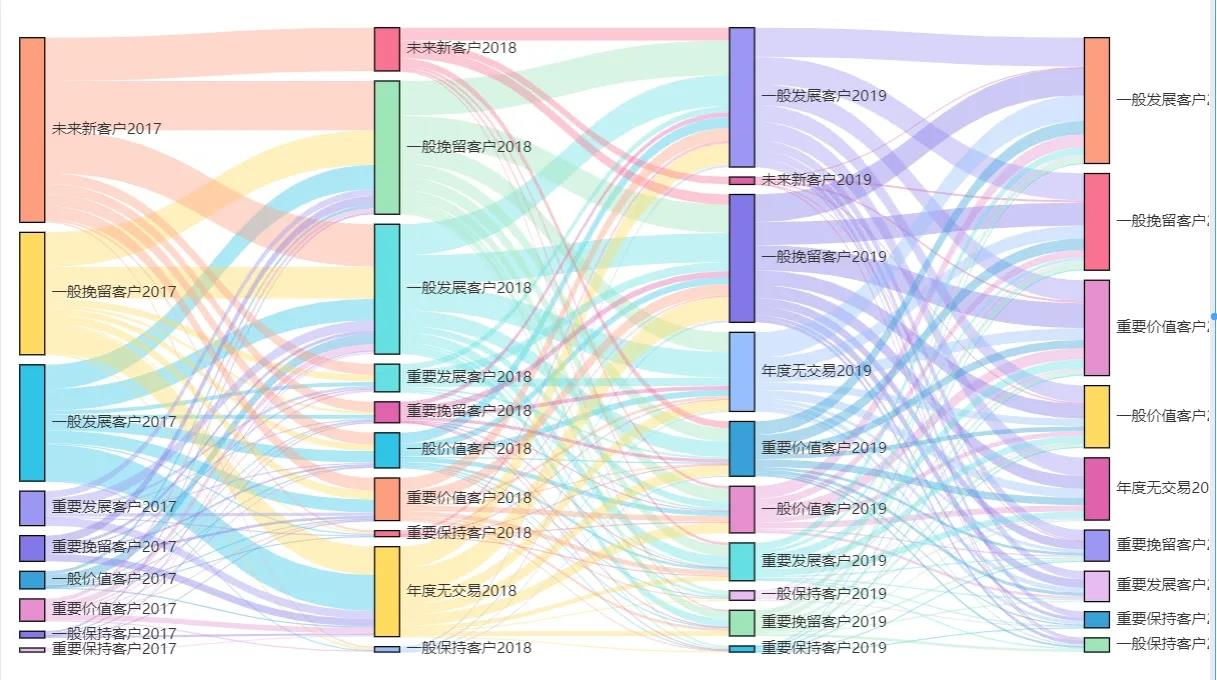 未来新客户2017
一般挽留客户2017
一般发展客户2017
重要发展客户2017
重要挽留客户2017
一般价值客户2017
重要价值客户2017
一般保持客户2017
重要保持客户2017
未来新客户2018
一般挽留客户2018
一般发展客户2018
重要发展客户2018
重要挽留客户2018
一般价值客户2018
重要价值客户2018
重要保持客户2018
年度无交易2018
一般保持客户2018
一般发展客户2019
未来新客户2019
一般挽留客户2019
年度无交易2019
重要价值客户2019
一般价值客户2019
重要发展客户2019
一般保持客户2019
重要挽留客户2019
重要保持客户2019
一般发展客户2
一般挽留客户2
重要价值客户2
一般价值客户2
年度无交易20
重要挽留客户2
重要发展客户2
重要保持客户2
一般保持客户2